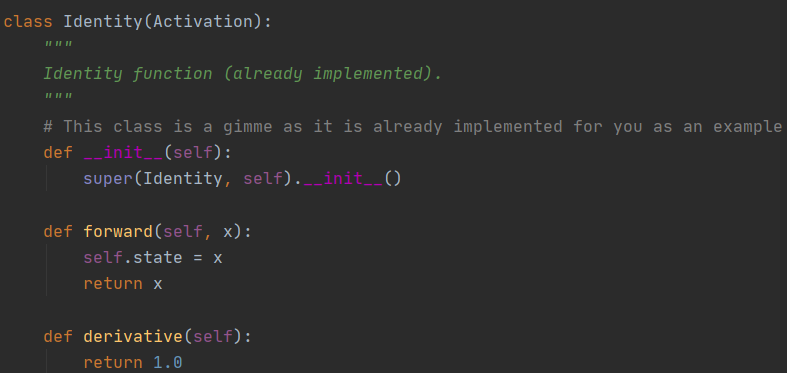 class Identity(Activation):
    """
    Identity function (already implemented).
    """
    # This class is a gimme as it is already implemented for you as an example
    def __init__(self):
        super(Identity, self).__init__()

    def forward(self, x):
        self.state = x
        return x

    def derivative(self):
        return 1.0